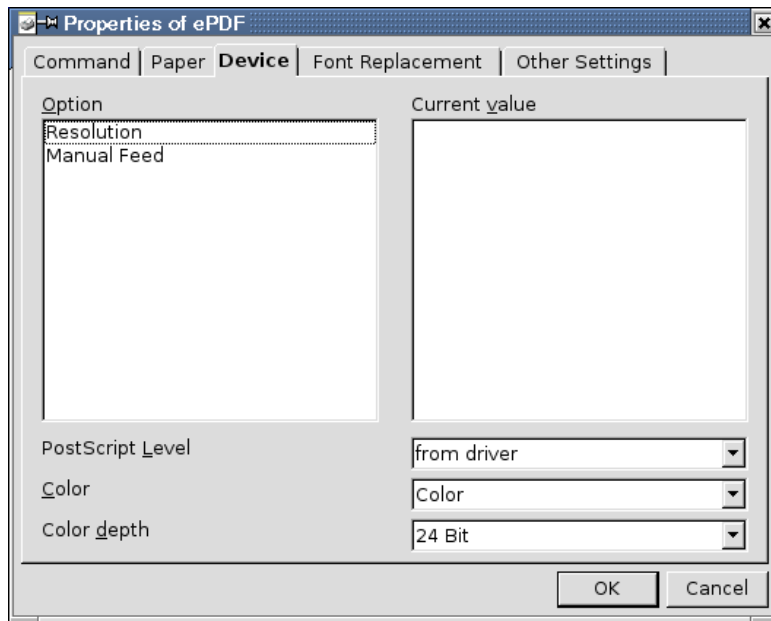 Properties of ePDF
Command Paper Device Font Replacement Other Settings
Option Current value
Resolution
Manual Feed
PostScript Level from driver
Color Color
Color depth 24 Bit
OK Cancel